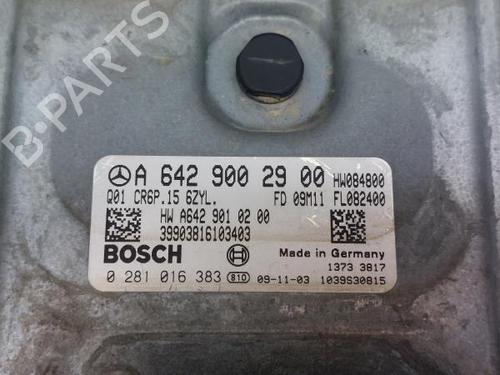 B-PARTS
A 642 900 29 00 HW084800
Q01 CR6P.15 6ZYL. FD 09M11 FL082400
HW A642 901 02 00
39903816103403
BOSCH
Made in Germany
1373 3817
0 281 016 383 810 09-11-03 1039S30815